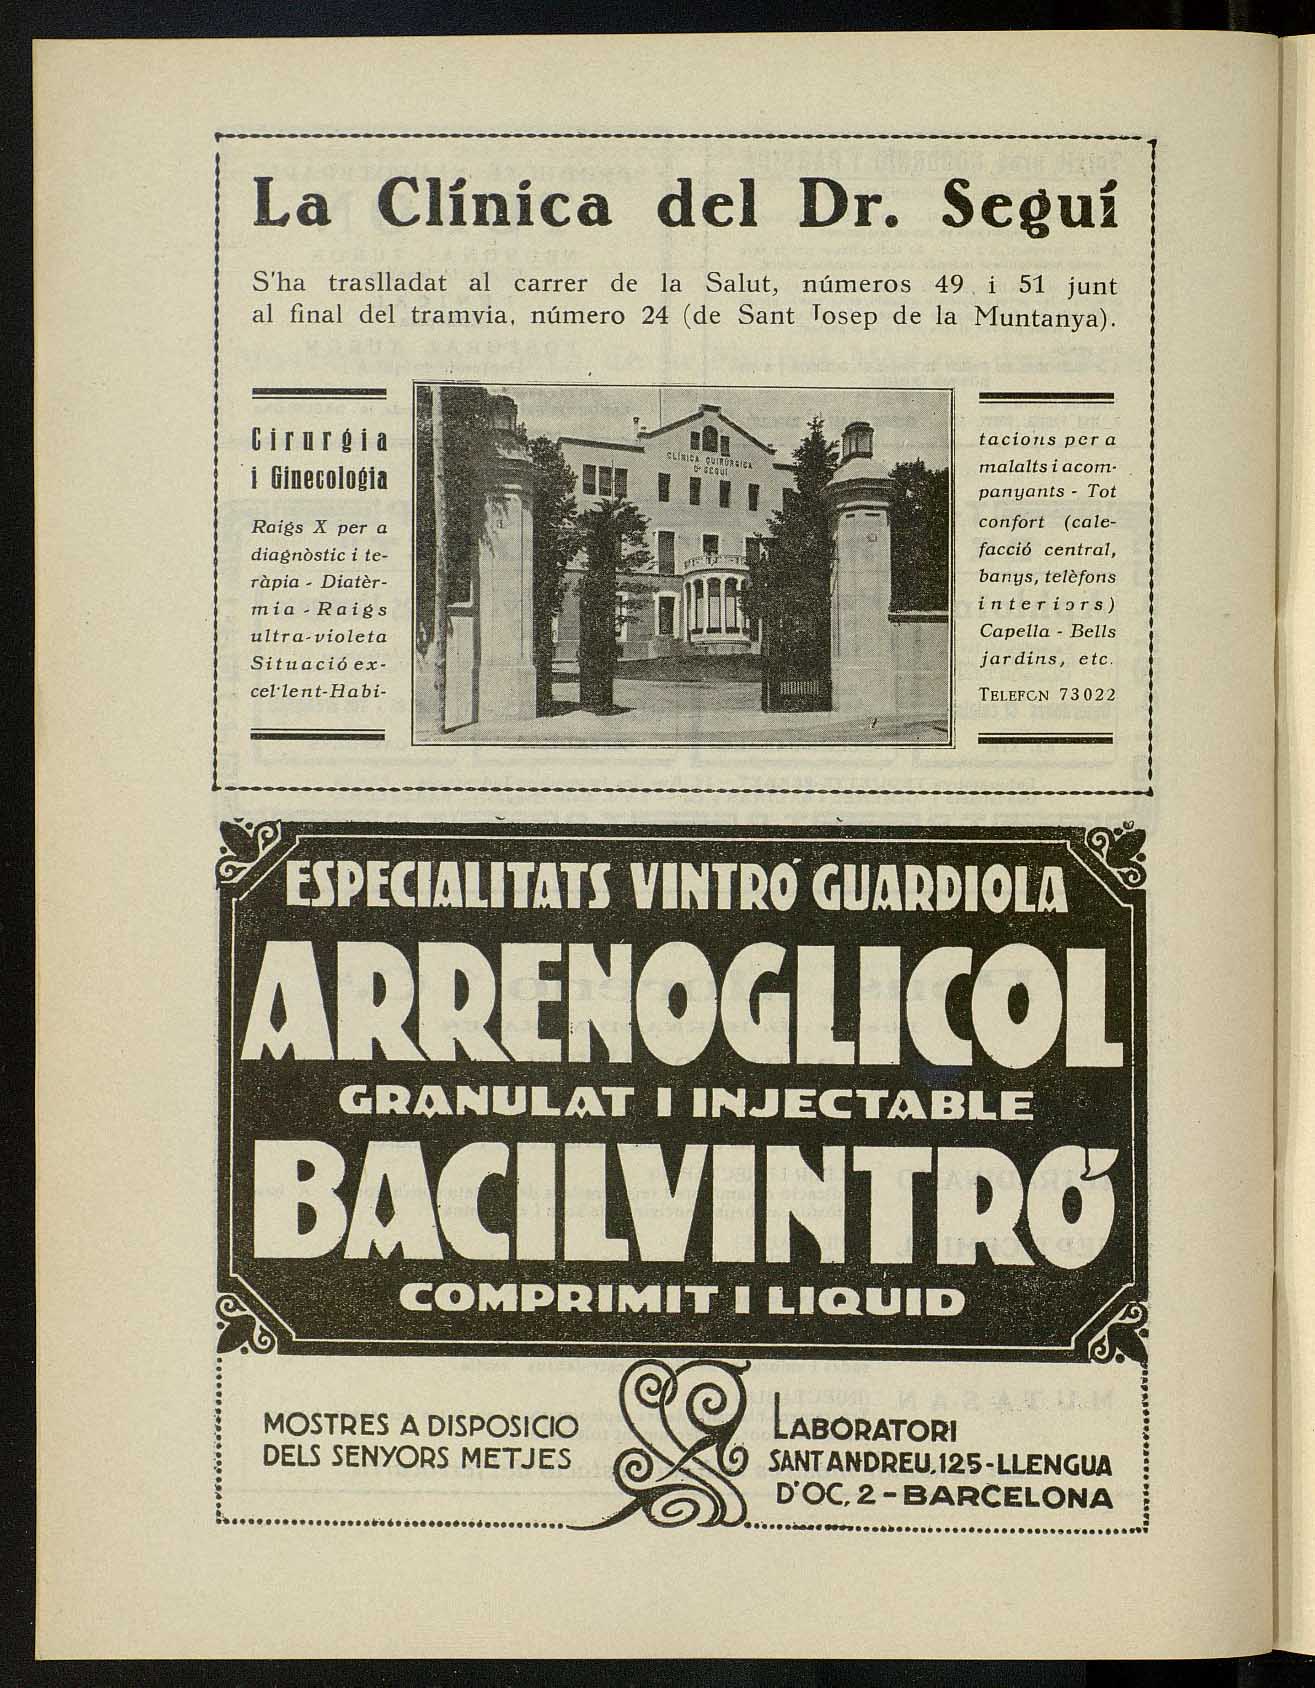 La Clínica del Dr. Seguí
S'ha traslladat al carrer de la Salut, números 49 i 51 junt
al final del tramvia, número 24 (de Sant Josep de la Muntanya).
Cirurgia
i Ginecologia
Raigs X per a
diagnòstic i te-
ràpia - Diatèr-
mia - Raigs
ultra-violeta
Situació ex-
cel·lent-Habi-
CLÍNICA QUIRÚRGICA
Dr SEGUI
tacions per a
malalts i acom-
panyants - Tot
confort (cale-
facció central,
banys, telèfons
interiors)
Capella - Bells
jardins, etc.
TELEFON 73022
ESPECIALITATS VINTRÓ GUARDIOLA
ARRENOGLICOL
GRANULAT I INJECTABLE
BACILVINTRÓ
COMPRIMIT I LIQUID
MOSTRES A DISPOSICIO
DELS SENYORS METJES
LABORATORI
SANT ANDREU, 125-LLENGUA
D'OC, 2 - BARCELONA